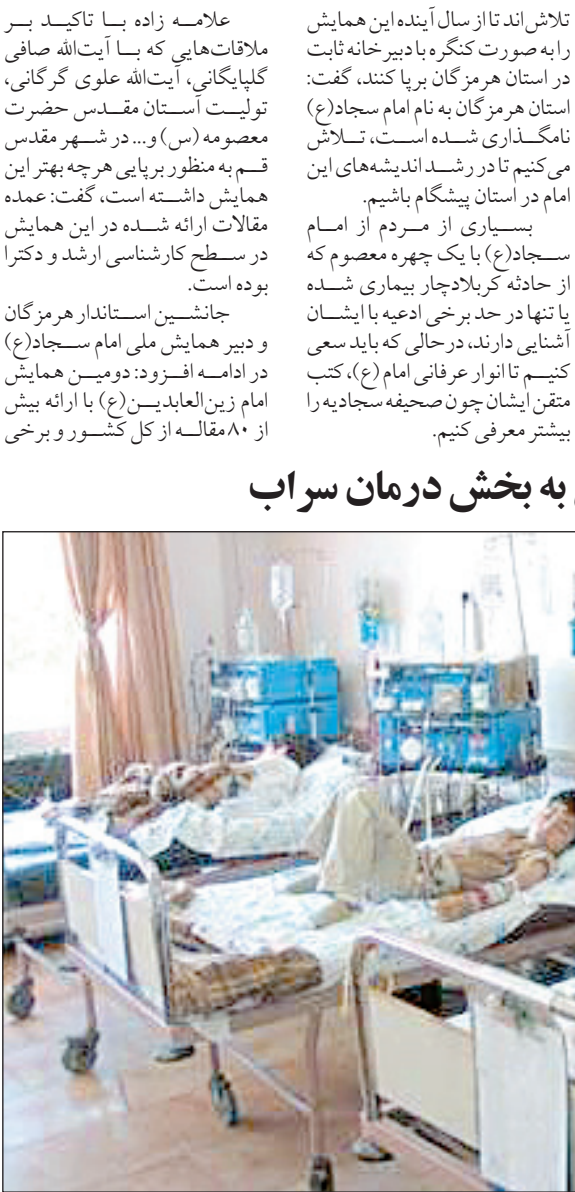 تلاش‌اند تا از سال آینده این همایش
را به صورت کنگره با دبیرخانه ثابت
در استان هرمزگان برپا کنند، گفت:
استان هرمزگان به نام امام سجاد(ع)
نامگذاری شده است، تلاش
می‌کنیم تا در رشد اندیشه‌های این
امام در استان پیشگام باشیم.
بسیاری از مردم از امام
سجاد(ع) با یک چهره معصوم که
از حادثه کربلا دچار بیماری شده
یا تنها در حد برخی ادعیه با ایشان
آشنایی دارند، درحالی که باید سعی
کنیم تا انوار عرفانی امام (ع)، کتب
متقن ایشان چون صحیفه سجادیه را
بیشتر معرفی کنیم.
علامه زاده با تاکید بر
ملاقات‌هایی که با آیت‌الله صافی
گلپایگانی، آیت‌الله علوی گرگانی،
تولیت آستان مقدس حضرت
معصومه (س) و... در شهر مقدس
قم به منظور برپایی هرچه بهتر این
همایش داشته است، گفت: عمده
مقالات ارائه شده در این همایش
در سطح کارشناسی ارشد و دکترا
بوده است.
جانشین استاندار هرمزگان
و دبیر همایش ملی امام سجاد(ع)
در ادامه افزود: دومین همایش
امام زین‌العابدین(ع) با ارائه بیش
از ۸۰ مقاله از کل کشور و برخی
به بخش درمان سراب